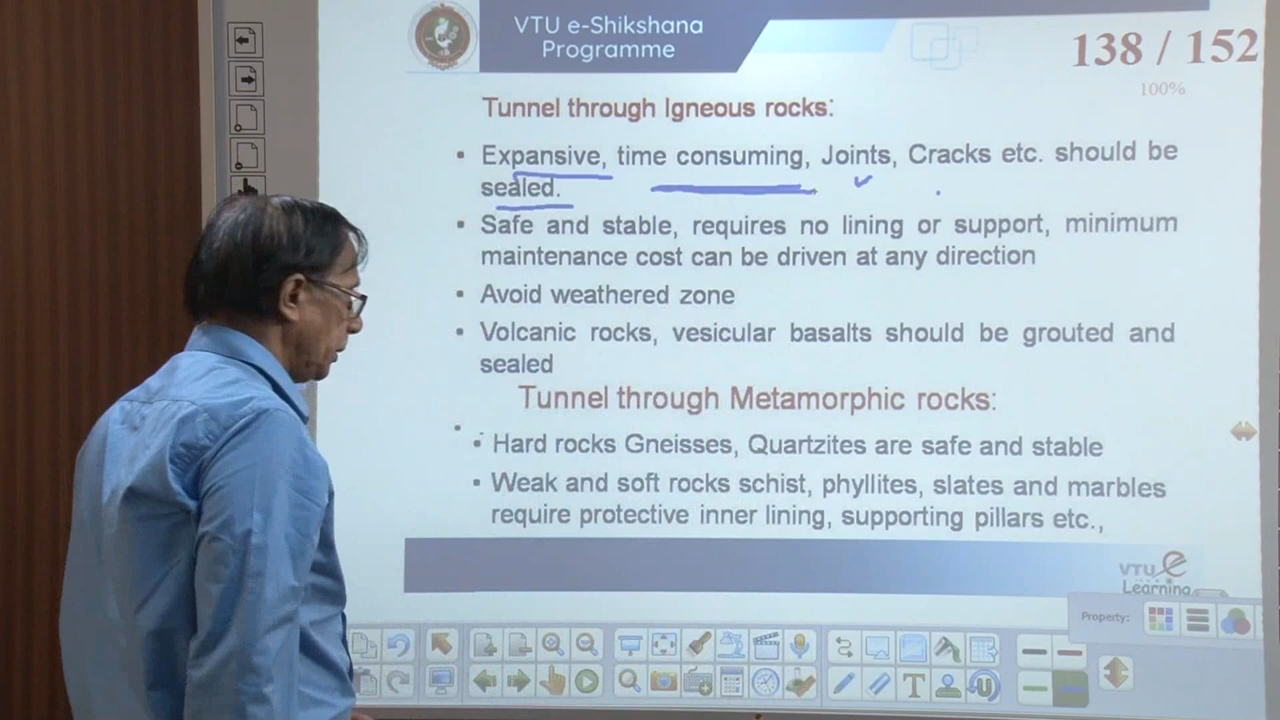 VTU e-Shikshana
Programme
138 / 152
100%
Tunnel through Igneous rocks:
• Expansive, time consuming, Joints, Cracks etc. should be
sealed.
• Safe and stable, requires no lining or support, minimum
maintenance cost can be driven at any direction
• Avoid weathered zone
• Volcanic rocks, vesicular basalts should be grouted and
sealed
Tunnel through Metamorphic rocks:
• Hard rocks Gneisses, Quartzites are safe and stable
• Weak and soft rocks schist, phyllites, slates and marbles
require protective inner lining, supporting pillars etc.,
VTU e
Learning
Property: